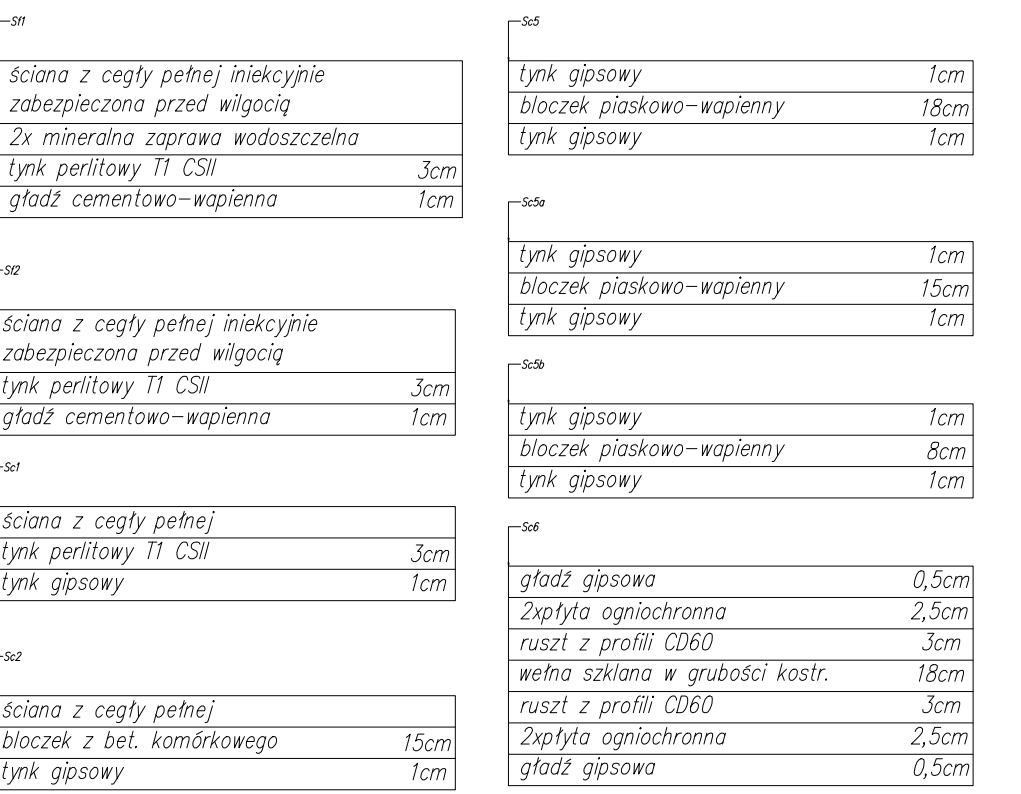 Sf1
ściana z cegły pełnej iniekcyjnie
zabezpieczona przed wilgocią
2x mineralna zaprawa wodoszczelna
tynk perlitowy T1 CSII 3cm
gładź cementowo-wapienna 1cm
Sf2
ściana z cegły pełnej iniekcyjnie
zabezpieczona przed wilgocią
tynk perlitowy T1 CSII 3cm
gładź cementowo-wapienna 1cm
Sc1
ściana z cegły pełnej
tynk perlitowy T1 CSII 3cm
tynk gipsowy 1cm
Sc2
ściana z cegły pełnej
bloczek z bet. komórkowego 15cm
tynk gipsowy 1cm
Sc5
tynk gipsowy 1cm
bloczek piaskowo-wapienny 18cm
tynk gipsowy 1cm
Sc5a
tynk gipsowy 1cm
bloczek piaskowo-wapienny 15cm
tynk gipsowy 1cm
Sc5b
tynk gipsowy 1cm
bloczek piaskowo-wapienny 8cm
tynk gipsowy 1cm
Sc6
gładź gipsowa 0,5cm
2xpłyta ogniochronna 2,5cm
ruszt z profili CD60 3cm
wełna szklana w grubości kostr. 18cm
ruszt z profili CD60 3cm
2xpłyta ogniochronna 2,5cm
gładź gipsowa 0,5cm